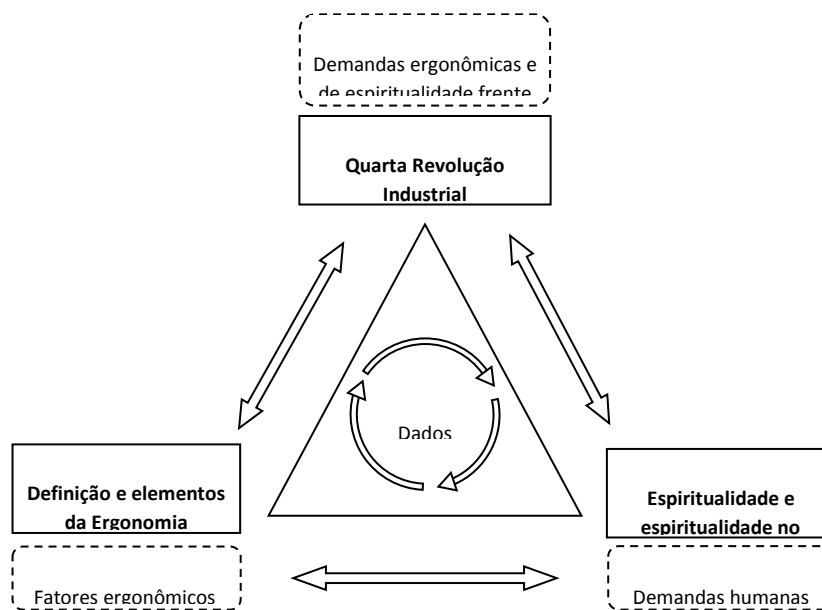 Demandas ergonômicas e
de espiritualidade frente
Quarta Revolução
Industrial
Dados
Definição e elementos
da Ergonomia
Espiritualidade e
espiritualidade no
Fatores ergonômicos
Demandas humanas